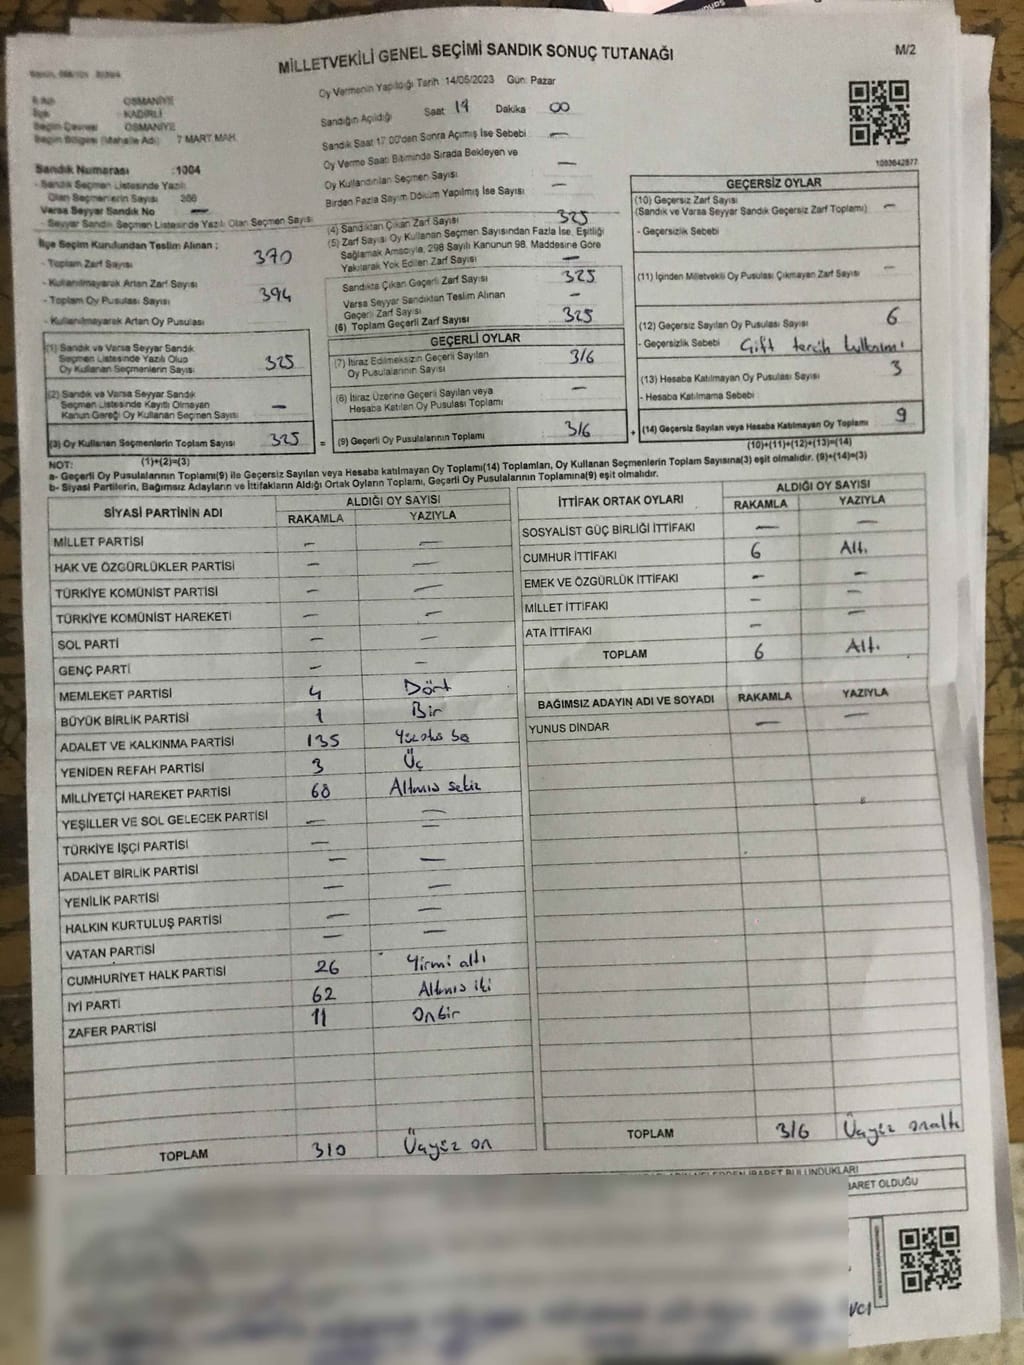 MİLLETVEKİLİ GENEL SEÇİMİ SANDIK SONUÇ TUTANAĞI
M/2
Oy Vermenin Yapıldığı Tarih 14/05/2023 Gün: Pazar
OSMANİYE
KADİRLİ
Seçim Çevresi OSMANİYE
Seçim Bölgesi (Mahalle Adı) 7 MART MAH.
Sandık Numarası :1004
- Sandık Seçmen Listesinde Yazılı
Olan Seçmenlerin Sayısı
Varsa Seyyar Sandık No —
- Seyyar Sandık Seçmen Listesinde Yazılı Olan Seçmen Sayısı
İlçe Seçim Kurulundan Teslim Alınan ;
- Toplam Zarf Sayısı 370
- Kullanılmayarak Artan Zarf Sayısı
- Toplam Oy Pusulası Sayısı 394
- Kullanılmayarak Artan Oy Pusulası
(1) Sandık ve Varsa Seyyar Sandık
Seçmen Listesinde Yazılı Olup
Oy Kullanan Seçmenlerin Sayısı 325
(2) Sandık ve Varsa Seyyar Sandık
Seçmen Listesinde Kayıtlı Olmayan
Kanun Gereği Oy Kullanan Seçmen Sayısı —
(3) Oy Kullanan Seçmenlerin Toplam Sayısı 325
(1)+(2)=(3)
Sandığın Açıldığı Saat 19 Dakika 00
Sandık Saat 17:00'den Sonra Açılmış İse Sebebi —
Oy Verme Saati Bitiminde Sırada Bekleyen ve
Oy Kullandırılan Seçmen Sayısı —
Birden Fazla Sayım Döküm Yapılmış İse Sayısı —
(4) Sandıktan Çıkan Zarf Sayısı 325
(5) Zarf Sayısı Oy Kullanan Seçmen Sayısından Fazla İse, Eşitliği
Sağlamak Amacıyla, 298 Sayılı Kanunun 98. Maddesine Göre
Yakılarak Yok Edilen Zarf Sayısı —
Sandıkta Çıkan Geçerli Zarf Sayısı 325
Varsa Seyyar Sandıktan Teslim Alınan
Geçerli Zarf Sayısı —
(6) Toplam Geçerli Zarf Sayısı 325
GEÇERLİ OYLAR
(7) İtiraz Edilmeksizin Geçerli Sayılan
Oy Pusulalarının Sayısı 316
(8) İtiraz Üzerine Geçerli Sayılan veya
Hesaba Katılan Oy Pusulası Toplamı —
= (9) Geçerli Oy Pusulalarının Toplamı 316 +
1093642877
GEÇERSİZ OYLAR
(10) Geçersiz Zarf Sayısı
(Sandık ve Varsa Seyyar Sandık Geçersiz Zarf Toplamı) —
- Geçersizlik Sebebi
(11) İçinden Milletvekili Oy Pusulası Çıkmayan Zarf Sayısı —
(12) Geçersiz Sayılan Oy Pusulası Sayısı 6
- Geçersizlik Sebebi Çift tercih kullanımı
(13) Hesaba Katılmayan Oy Pusulası Sayısı 3
- Hesaba Katılmama Sebebi
(14) Geçersiz Sayılan veya Hesaba Katılmayan Oy Toplamı 9
(10)+(11)+(12)+(13)=(14)
NOT:
a- Geçerli Oy Pusulalarının Toplamı(9) ile Geçersiz Sayılan veya Hesaba katılmayan Oy Toplamı(14) Toplamları, Oy Kullanan Seçmenlerin Toplam Sayısına(3) eşit olmalıdır. (9)+(14)=(3)
b- Siyasi Partilerin, Bağımsız Adayların ve İttifakların Aldığı Ortak Oyların Toplamı, Geçerli Oy Pusulalarının Toplamına(9) eşit olmalıdır.
SİYASİ PARTİNİN ADI ALDIĞI OY SAYISI
RAKAMLA YAZIYLA
MİLLET PARTİSİ — —
HAK VE ÖZGÜRLÜKLER PARTİSİ — —
TÜRKİYE KOMÜNİST PARTİSİ — —
TÜRKİYE KOMÜNİST HAREKETİ — —
SOL PARTİ — —
GENÇ PARTİ — —
MEMLEKET PARTİSİ 4 Dört
BÜYÜK BİRLİK PARTİSİ 1 Bir
ADALET VE KALKINMA PARTİSİ 135
YENİDEN REFAH PARTİSİ 3 Üç
MİLLİYETÇİ HAREKET PARTİSİ 68 Altmış sekiz
YEŞİLLER VE SOL GELECEK PARTİSİ — —
TÜRKİYE İŞÇİ PARTİSİ — —
ADALET BİRLİK PARTİSİ — —
YENİLİK PARTİSİ — —
HALKIN KURTULUŞ PARTİSİ — —
VATAN PARTİSİ — —
CUMHURİYET HALK PARTİSİ 26 Yirmi altı
İYİ PARTİ 62 Altmış iki
ZAFER PARTİSİ 11 Onbir
TOPLAM 310 Üçyüz on
İTTİFAK ORTAK OYLARI ALDIĞI OY SAYISI
RAKAMLA YAZIYLA
SOSYALİST GÜÇ BİRLİĞİ İTTİFAKI — —
CUMHUR İTTİFAKI 6 Altı
EMEK VE ÖZGÜRLÜK İTTİFAKI — —
MİLLET İTTİFAKI — —
ATA İTTİFAKI — —
TOPLAM 6 Altı
BAĞIMSIZ ADAYIN ADI VE SOYADI RAKAMLA YAZIYLA
YUNUS DİNDAR — —
TOPLAM 316 Üçyüz onaltı
NELERDEN İBARET BULUNDUKLARI
BARET OLDUĞU
VCI